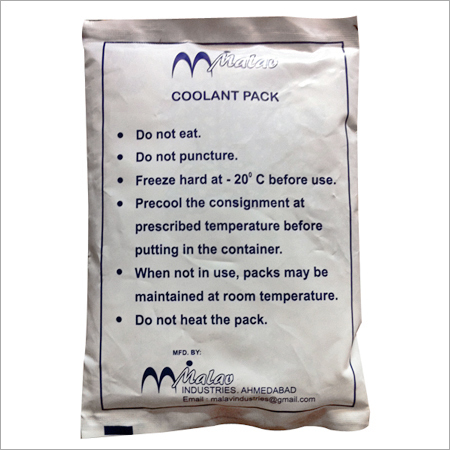 Malav
COOLANT PACK
• Do not eat.
• Do not puncture.
• Freeze hard at - 20⁰ C before use.
• Precool the consignment at
prescribed temperature before
putting in the container.
• When not in use, packs may be
maintained at room temperature.
• Do not heat the pack.
MFD. BY:
Malav
INDUSTRIES, AHMEDABAD
Email : malavindustries@gmail.com